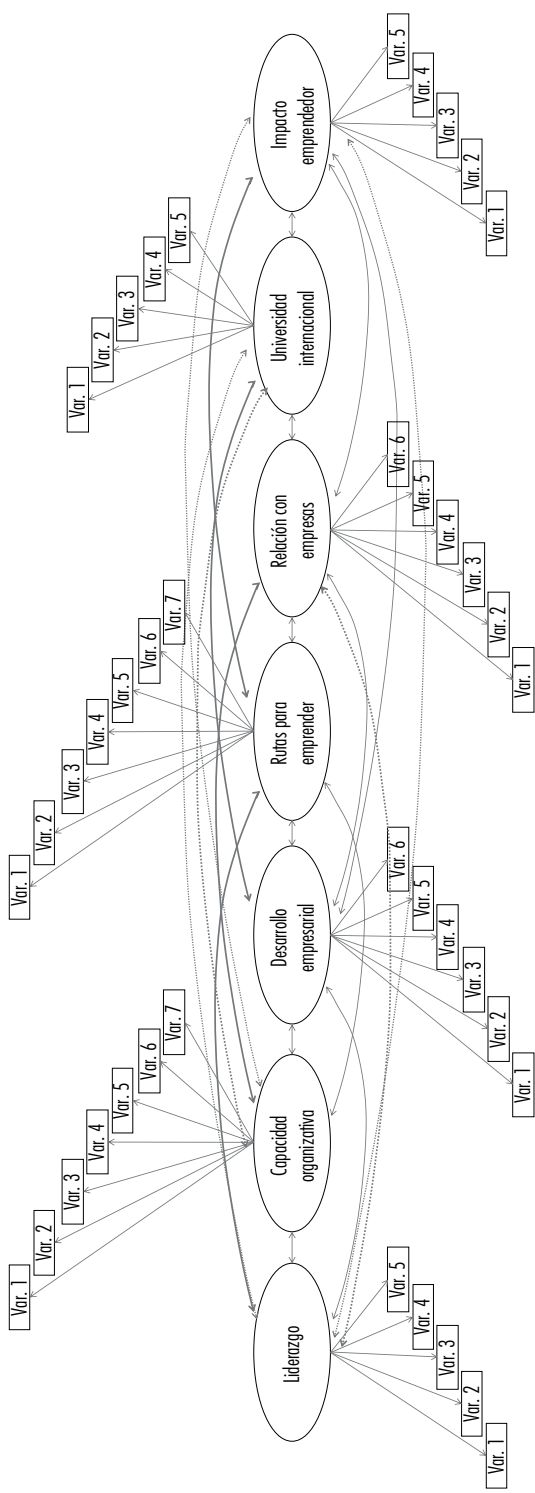 Var. 1
Var. 2
Var. 3
Var. 4
Var. 5
Var. 6
Var. 7
Var. 1
Var. 2
Var. 3
Var. 4
Var. 5
Var. 6
Var. 7
Var. 1
Var. 2
Var. 3
Var. 4
Var. 5
Liderazgo
Capacidad
organizativa
Desarrollo
empresarial
Rutas para
emprender
Relación con
empresas
Universidad
internacional
Impacto
emprendedor
Var. 1
Var. 2
Var. 3
Var. 4
Var. 5
Var. 1
Var. 2
Var. 3
Var. 4
Var. 5
Var. 6
Var. 1
Var. 2
Var. 3
Var. 4
Var. 5
Var. 6
Var. 1
Var. 2
Var. 3
Var. 4
Var. 5